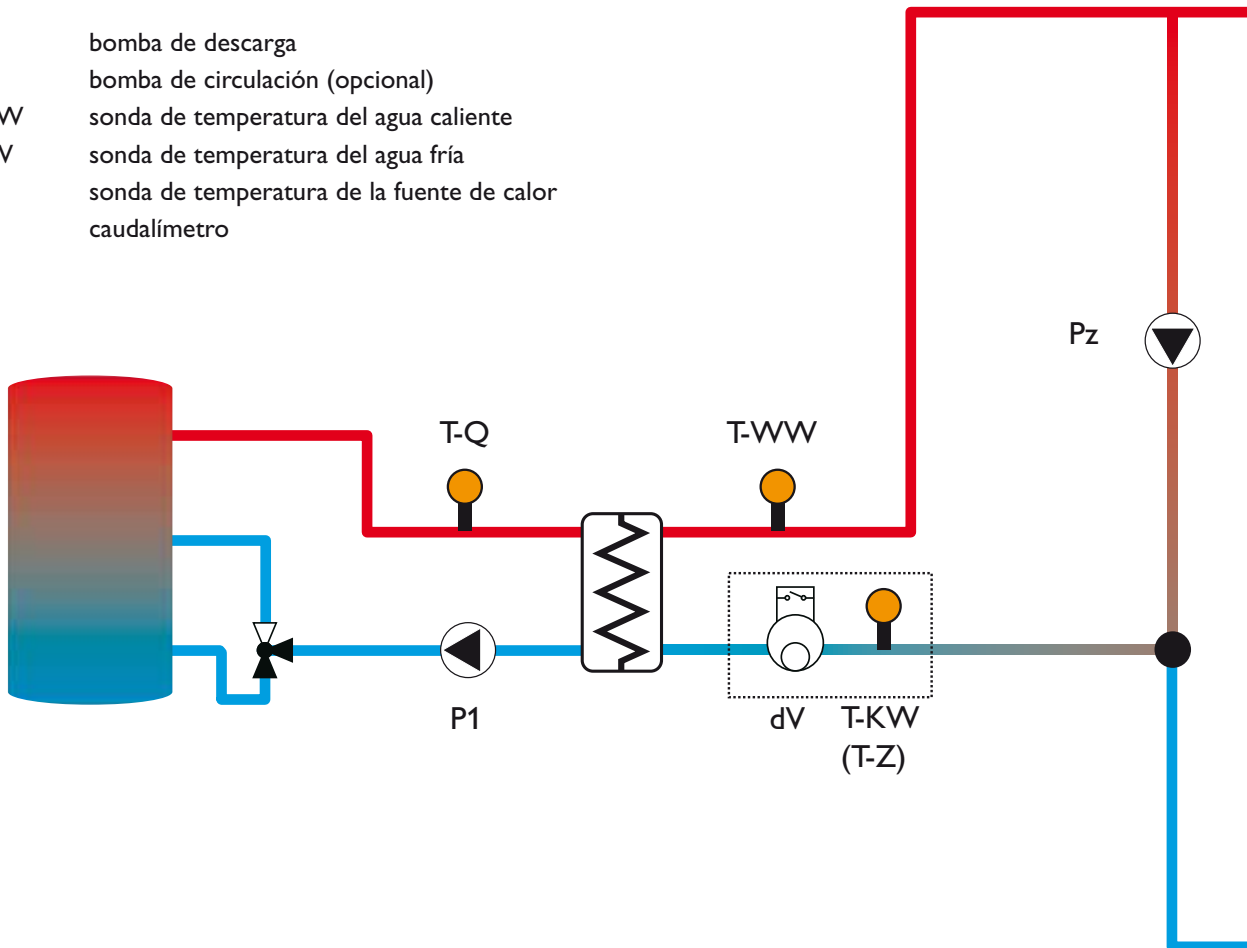 bomba de descarga
bomba de circulación (opcional)
W sonda de temperatura del agua caliente
V sonda de temperatura del agua fría
sonda de temperatura de la fuente de calor
caudalímetro
Pz
T-Q
T-WW
P1
dV
T-KW
(T-Z)